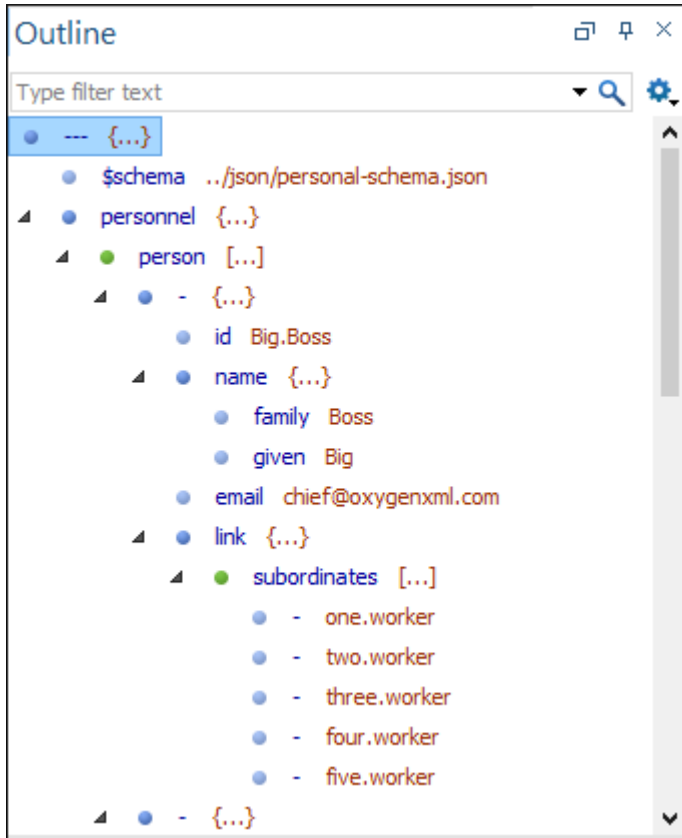 Outline
Type filter text
--- {...}
$schema ../json/personal-schema.json
personnel {...}
person [...]
- {...}
id Big.Boss
name {...}
family Boss
given Big
email chief@oxygenxml.com
link {...}
subordinates [...]
- one.worker
- two.worker
- three.worker
- four.worker
- five.worker
- {...}